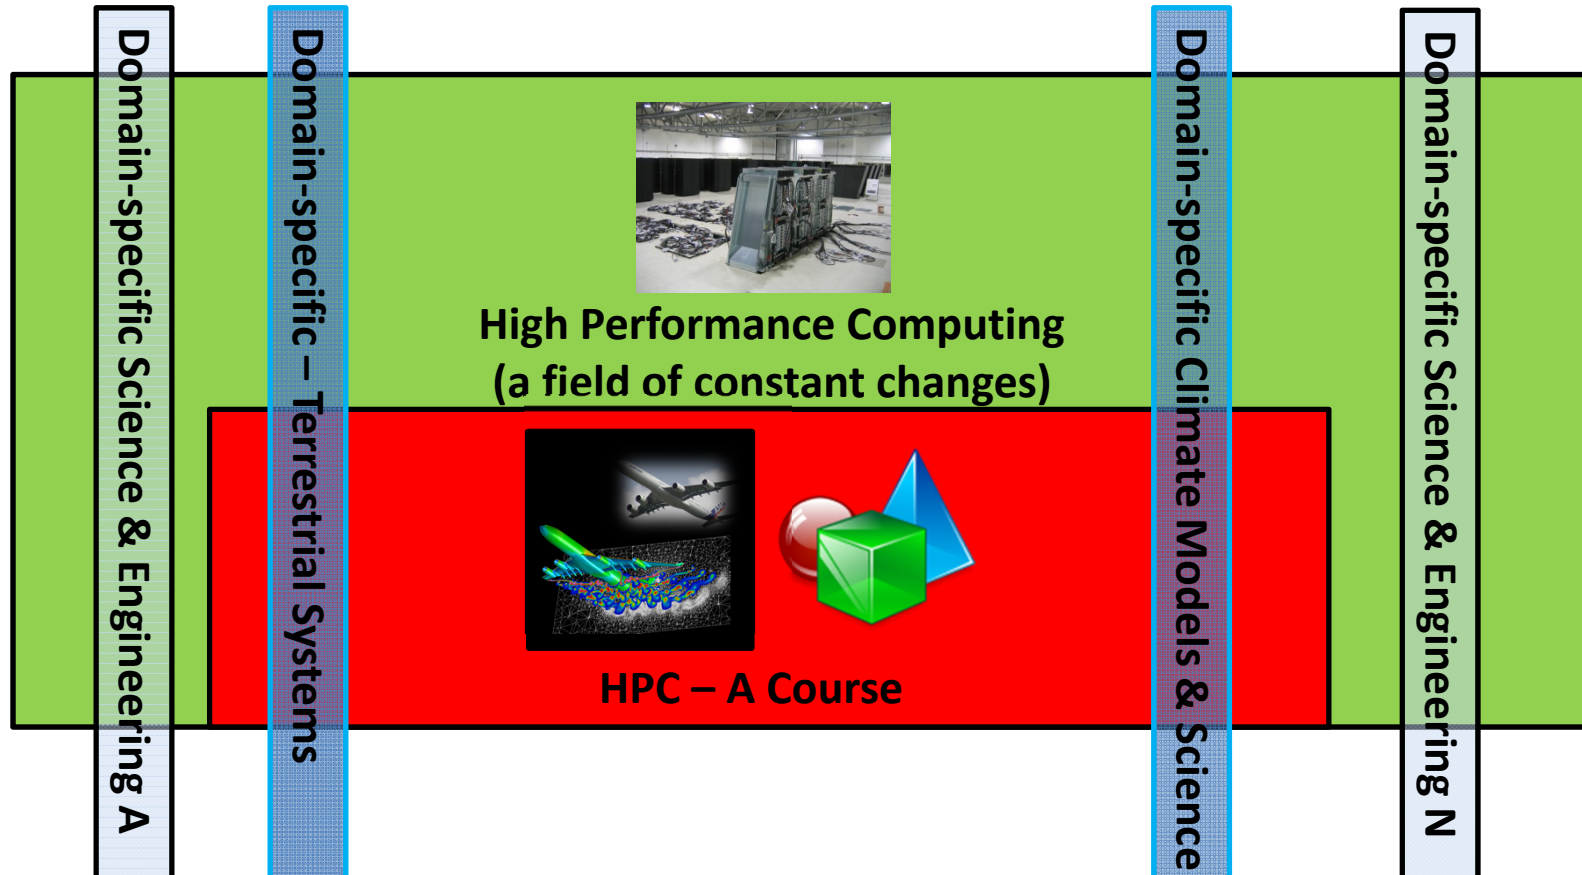 Domain-specific Science & Engineering A
Domain-specific – Terrestrial Systems
High Performance Computing
(a field of constant changes)
HPC – A Course
Domain-specific Climate Models & Science
Domain-specific Science & Engineering N